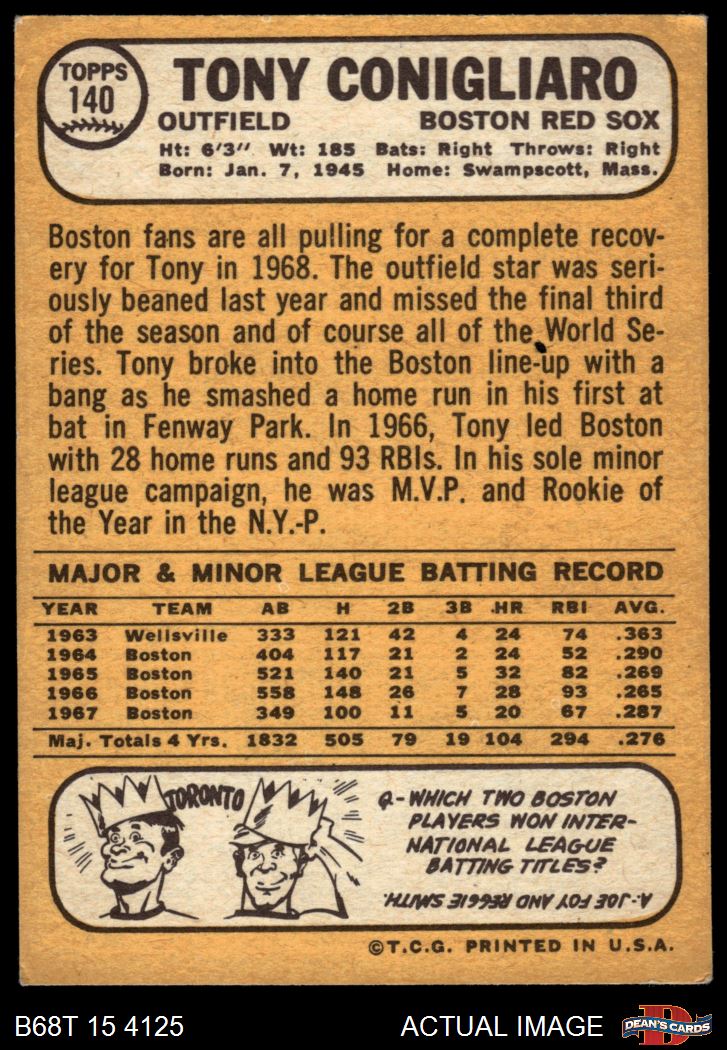 TOPPS
140
TONY CONIGLIARO
OUTFIELD BOSTON RED SOX
Ht: 6'3" Wt: 185 Bats: Right Throws: Right
Born: Jan. 7, 1945 Home: Swampscott, Mass.
Boston fans are all pulling for a complete recov-
ery for Tony in 1968. The outfield star was seri-
ously beaned last year and missed the final third
of the season and of course all of the World Se-
ries. Tony broke into the Boston line-up with a
bang as he smashed a home run in his first at
bat in Fenway Park. In 1966, Tony led Boston
with 28 home runs and 93 RBIs. In his sole minor
league campaign, he was M.V.P. and Rookie of
the Year in the N.Y.-P.
MAJOR & MINOR LEAGUE BATTING RECORD
YEAR TEAM AB H 2B 3B HR RBI AVG.
1963 Wellsville 333 121 42 4 24 74 .363
1964 Boston 404 117 21 2 24 52 .290
1965 Boston 521 140 21 5 32 82 .269
1966 Boston 558 148 26 7 28 93 .265
1967 Boston 349 100 11 5 20 67 .287
Maj. Totals 4 Yrs. 1832 505 79 19 104 294 .276
TORONTO
Q-WHICH TWO BOSTON
PLAYERS WON INTER-
NATIONAL LEAGUE
BATTING TITLES?
A-JOE FOY AND REGGIE SMITH.
©T.C.G. PRINTED IN U.S.A.
B68T 15 4125 ACTUAL IMAGE
D
DEAN'S CARDS